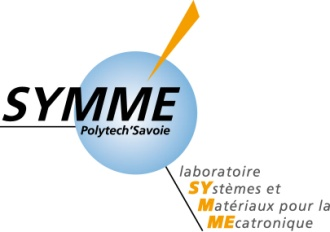 SYMME
Polytech'Savoie
laboratoire
SYstèmes et
Matériaux pour la
MEcatronique